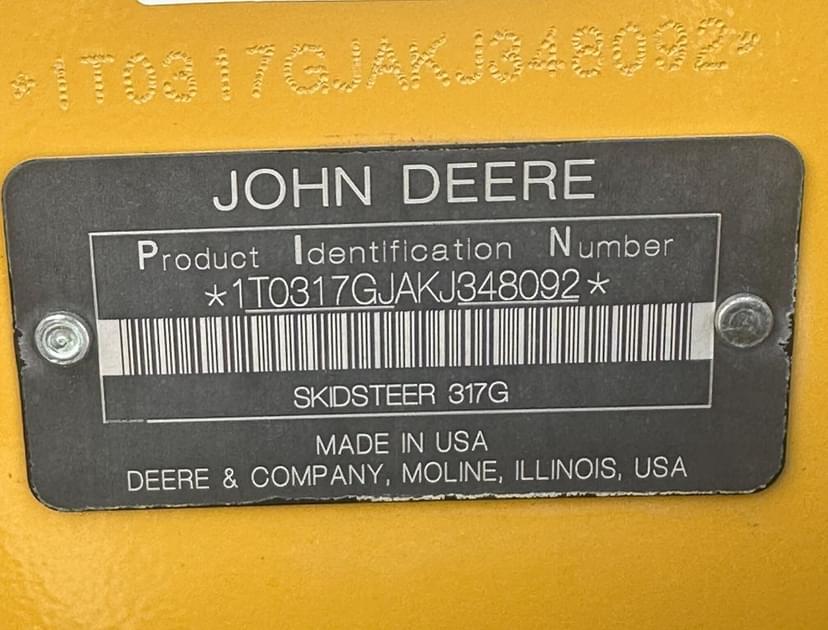 *1T0317GJAKJ348092*
JOHN DEERE
Product Identification Number
*1T0317GJAKJ348092*
SKIDSTEER 317G
MADE IN USA
DEERE & COMPANY, MOLINE, ILLINOIS, USA